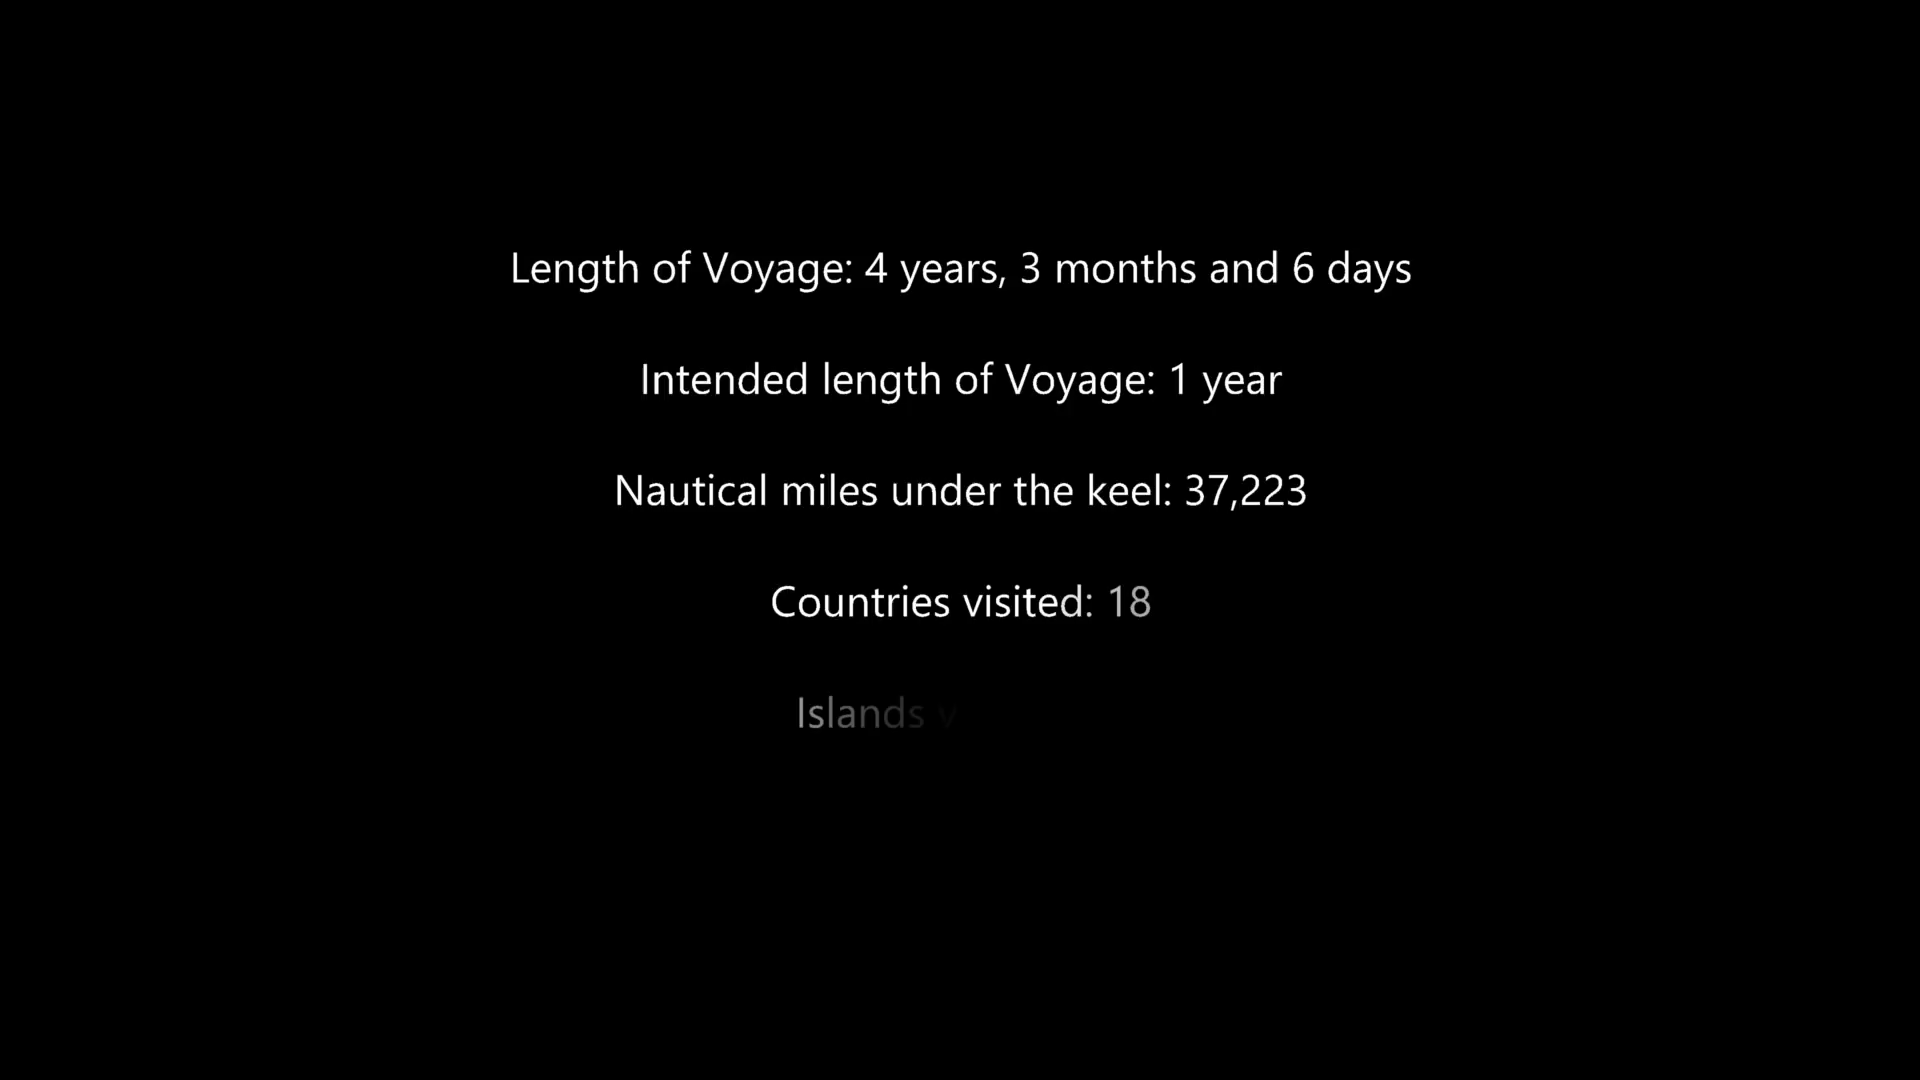 Length of Voyage: 4 years, 3 months and 6 days
Intended length of Voyage: 1 year
Nautical miles under the keel: 37,223
Countries visited: 18
Islands v